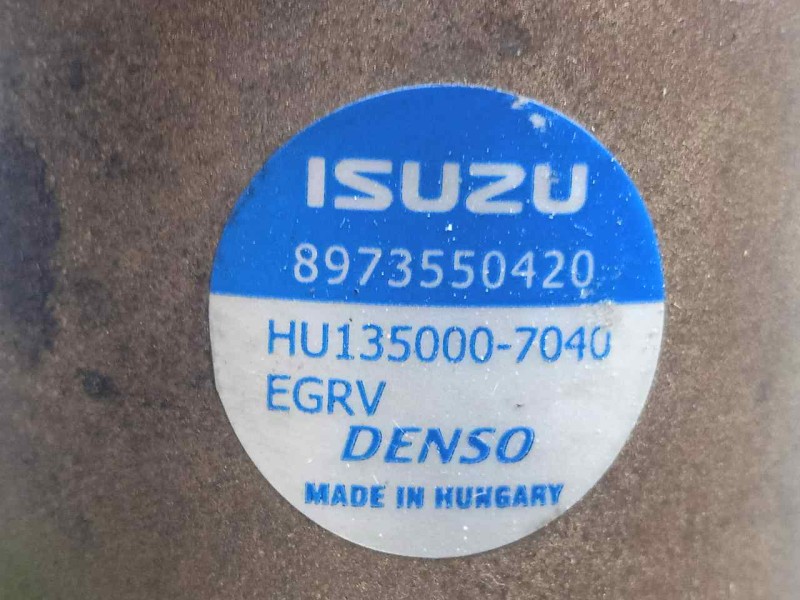 ISUZU
8973550420
HU135000-7040
EGRV
DENSO
MADE IN HUNGARY